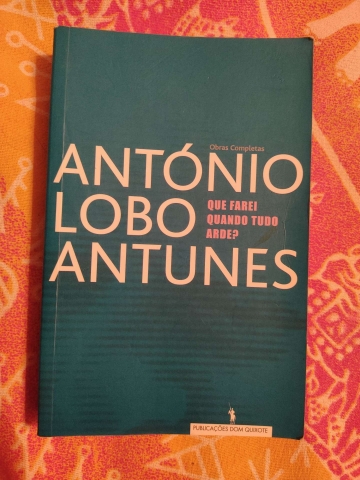 Obras Completas
ANTÓNIO
LOBO
ANTUNES
QUE FAREI
QUANDO TUDO
ARDE?
PUBLICAÇÕES DOM QUIXOTE